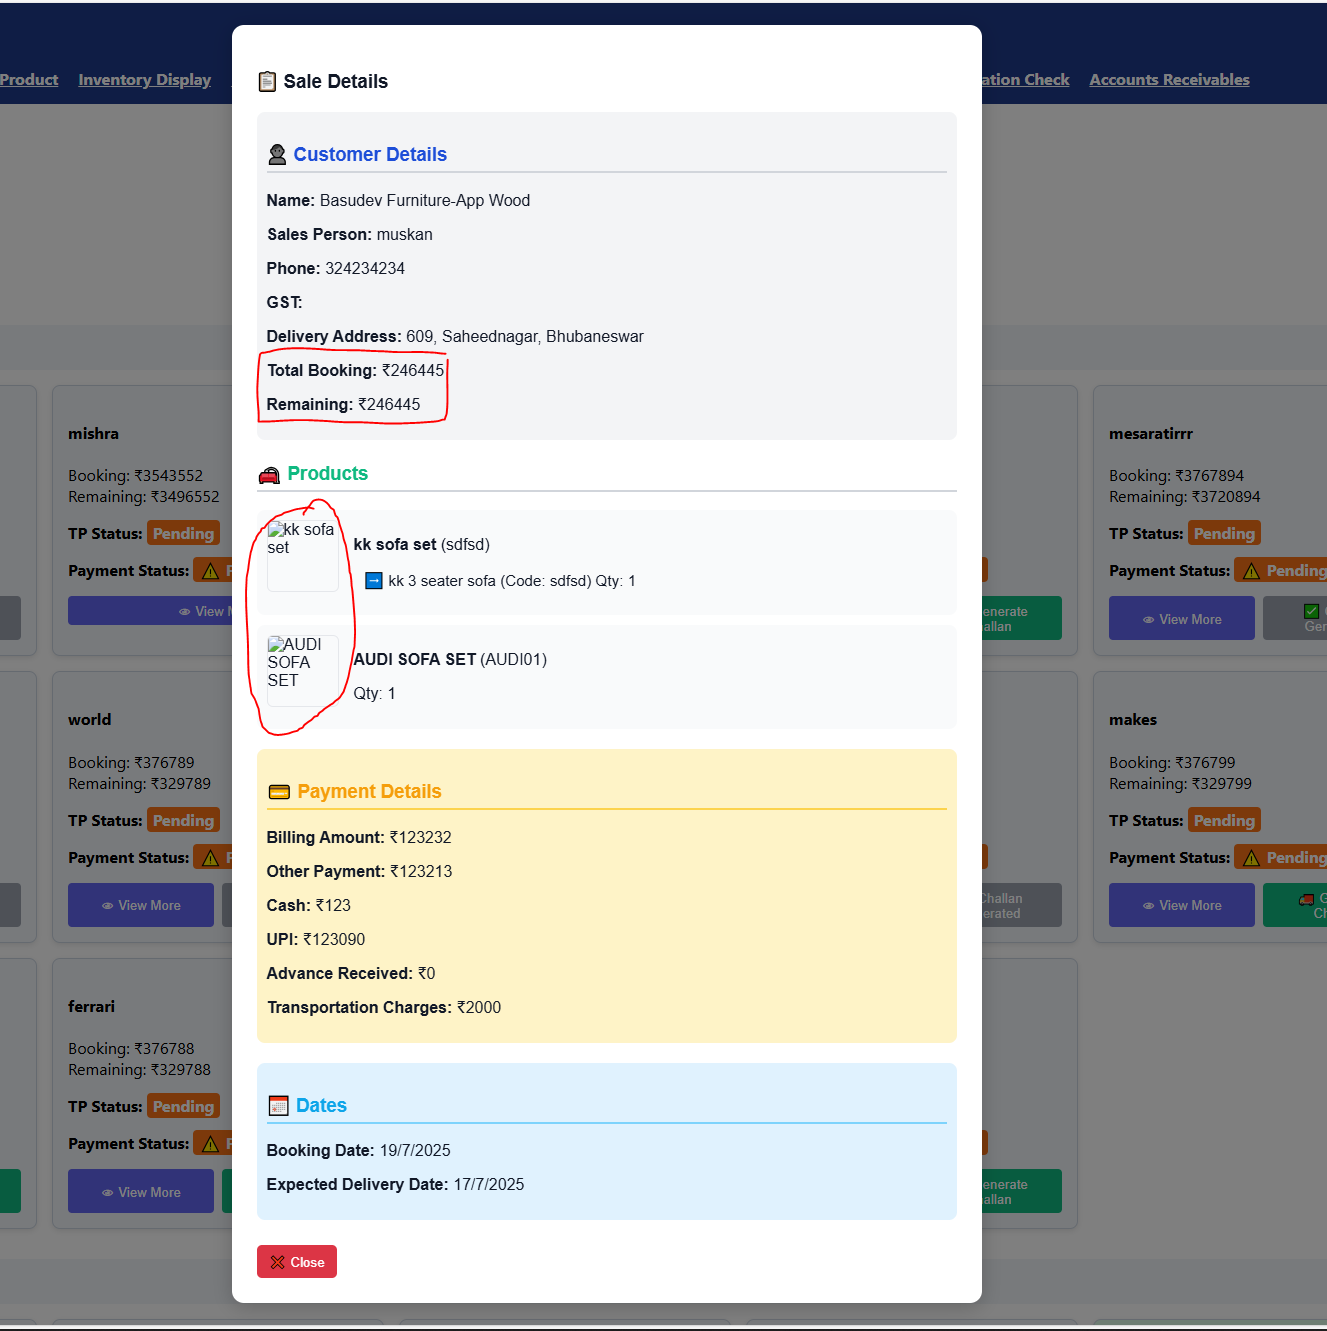 Product Inventory Display ation Check Accounts Receivables
Sale Details
Customer Details
Name: Basudev Furniture-App Wood
Sales Person: muskan
Phone: 324234234
GST:
Delivery Address: 609, Saheednagar, Bhubaneswar
Total Booking: ₹246445
Remaining: ₹246445
Products
kk sofa set
kk sofa set (sdfsd)
kk 3 seater sofa (Code: sdfsd) Qty: 1
AUDI SOFA SET
AUDI SOFA SET (AUDI01)
Qty: 1
Payment Details
Billing Amount: ₹123232
Other Payment: ₹123213
Cash: ₹123
UPI: ₹123090
Advance Received: ₹0
Transportation Charges: ₹2000
Dates
Booking Date: 19/7/2025
Expected Delivery Date: 17/7/2025
Close
mishra
Booking: ₹3543552
Remaining: ₹3496552
TP Status: Pending
Payment Status:
View M
enerate
allan
mesaratirrr
Booking: ₹3767894
Remaining: ₹3720894
TP Status: Pending
Payment Status: Pending
View More
Gen
world
Booking: ₹376789
Remaining: ₹329789
TP Status: Pending
Payment Status:
View More
Challan
erated
makes
Booking: ₹376799
Remaining: ₹329799
TP Status: Pending
Payment Status: Pending
View More
G
Ch
ferrari
Booking: ₹376788
Remaining: ₹329788
TP Status: Pending
Payment Status:
View More
enerate
allan